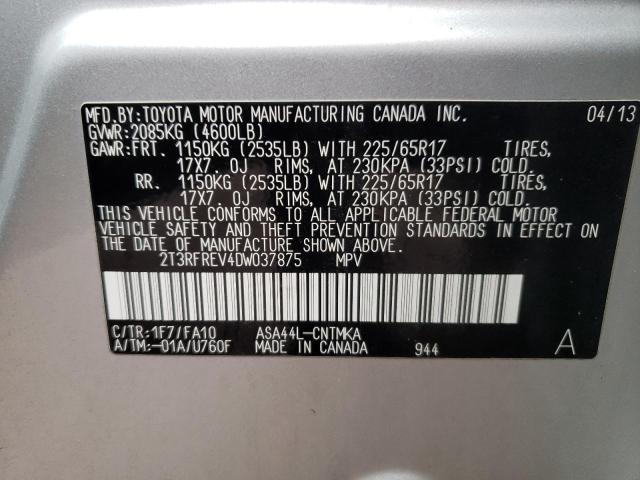 MFD.BY:TOYOTA MOTOR MANUFACTURING CANADA INC. 04/13
GVWR:2085KG (4600LB)
GAWR:FRT. 1150KG (2535LB) WITH 225/65R17 TIRES,
17X7. 0J RIMS, AT 230KPA (33PSI) COLD.
RR. 1150KG (2535LB) WITH 225/65R17 TIRES,
17X7. 0J RIMS, AT 230KPA (33PSI) COLD.
THIS VEHICLE CONFORMS TO ALL APPLICABLE FEDERAL MOTOR
VEHICLE SAFETY AND THEFT PREVENTION STANDARDS IN EFFECT ON
THE DATE OF MANUFACTURE SHOWN ABOVE.
2T3RFREV4DW037875 MPV
C/TR:1F7/FA10 ASA44L-CNTMKA
A/TM:-01A/U760F MADE IN CANADA 944 A